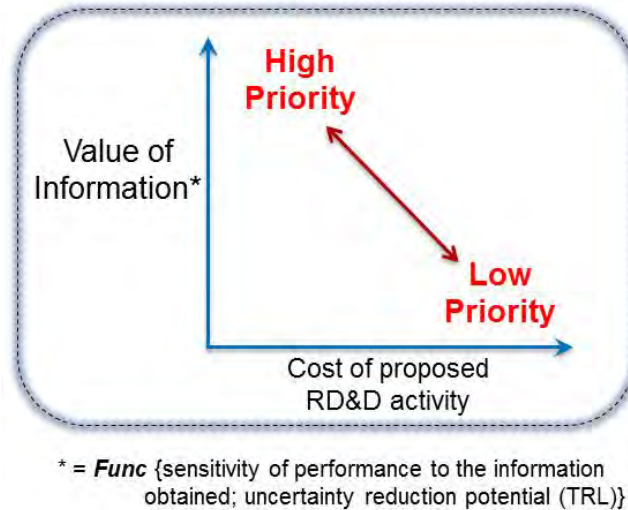 High
Priority
Value of
Information*
Low
Priority
Cost of proposed
RD&D activity
* = Func {sensitivity of performance to the information
obtained; uncertainty reduction potential (TRL)}